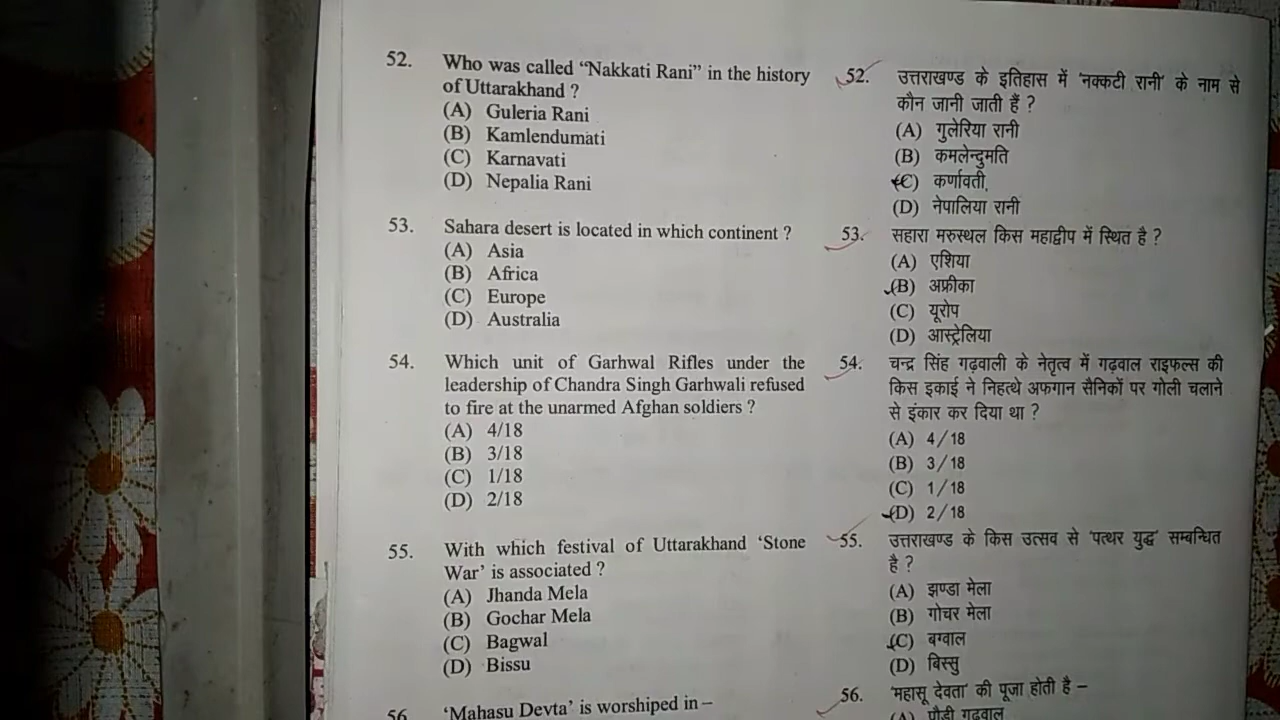 52. Who was called “Nakkati Rani” in the history
of Uttarakhand ?
(A) Guleria Rani
(B) Kamlendumati
(C) Karnavati
(D) Nepalia Rani
53. Sahara desert is located in which continent ?
(A) Asia
(B) Africa
(C) Europe
(D) Australia
54. Which unit of Garhwal Rifles under the
leadership of Chandra Singh Garhwali refused
to fire at the unarmed Afghan soldiers ?
(A) 4/18
(B) 3/18
(C) 1/18
(D) 2/18
55. With which festival of Uttarakhand ‘Stone
War’ is associated ?
(A) Jhanda Mela
(B) Gochar Mela
(C) Bagwal
(D) Bissu
56. ‘Mahasu Devta’ is worshiped in –
52. उत्तराखण्ड के इतिहास में ‘नक्कटी रानी’ के नाम से
कौन जानी जाती हैं ?
(A) गुलेरिया रानी
(B) कमलेन्दुमति
(C) कर्णावती
(D) नेपालिया रानी
53. सहारा मरुस्थल किस महाद्वीप में स्थित है ?
(A) एशिया
(B) अफ्रीका
(C) यूरोप
(D) आस्ट्रेलिया
54. चन्द्र सिंह गढ़वाली के नेतृत्व में गढ़वाल राइफल्स की
किस इकाई ने निहत्थे अफगान सैनिकों पर गोली चलाने
से इंकार कर दिया था ?
(A) 4/18
(B) 3/18
(C) 1/18
(D) 2/18
55. उत्तराखण्ड के किस उत्सव से ‘पत्थर युद्ध’ सम्बन्धित
है ?
(A) झण्डा मेला
(B) गोचर मेला
(C) बग्वाल
(D) बिस्सु
56. ‘महासू देवता’ की पूजा होती है –
(A) पौड़ी गढ़वाल